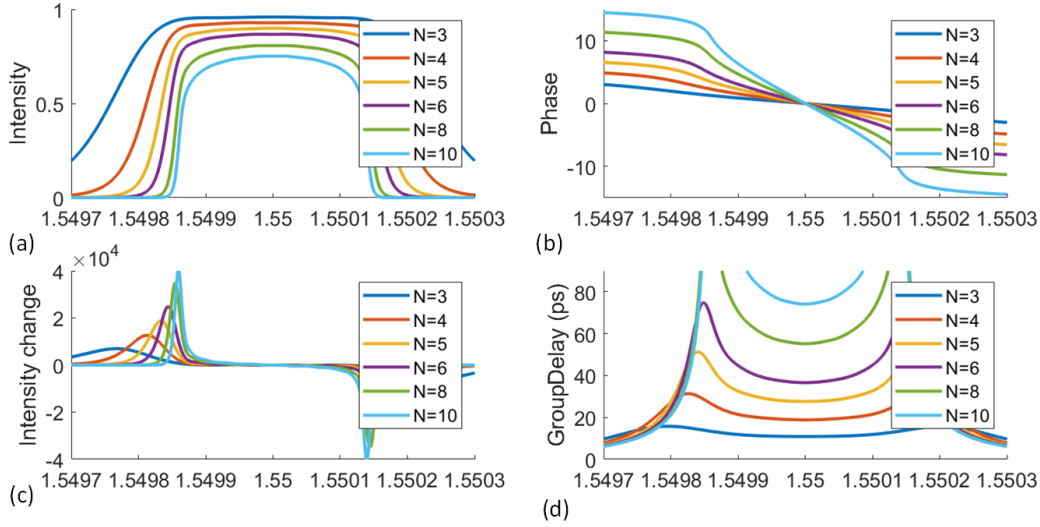 1
0.5
0
Intensity
1.5497 1.5498 1.5499 1.55 1.5501 1.5502 1.5503
N=3
N=4
N=5
N=6
N=8
N=10
(a)
10
0
-10
Phase
1.5497 1.5498 1.5499 1.55 1.5501 1.5502 1.5503
N=3
N=4
N=5
N=6
N=8
N=10
(b)
×10⁴
4
2
0
-2
-4
Intensity change
1.5497 1.5498 1.5499 1.55 1.5501 1.5502 1.5503
N=3
N=4
N=5
N=6
N=8
N=10
(c)
80
60
40
20
0
GroupDelay (ps)
1.5497 1.5498 1.5499 1.55 1.5501 1.5502 1.5503
N=3
N=4
N=5
N=6
N=8
N=10
(d)